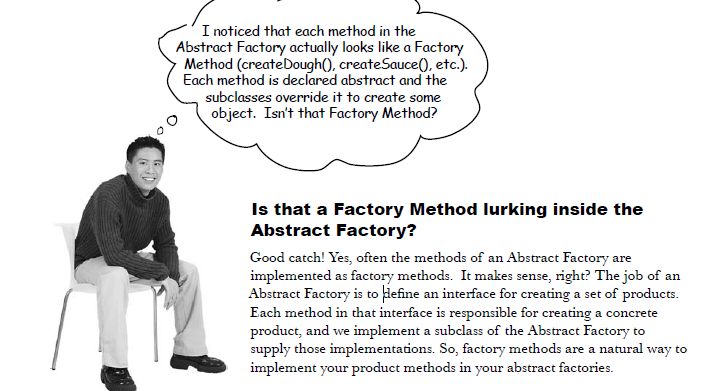 I noticed that each method in the
Abstract Factory actually looks like a Factory
Method (createDough(), createSauce(), etc.).
Each method is declared abstract and the
subclasses override it to create some
object.  Isn't that Factory Method?
Is that a Factory Method lurking inside the
Abstract Factory?
Good catch! Yes, often the methods of an Abstract Factory are
implemented as factory methods.  It makes sense, right? The job of an
Abstract Factory is to define an interface for creating a set of products.
Each method in that interface is responsible for creating a concrete
product, and we implement a subclass of the Abstract Factory to
supply those implementations. So, factory methods are a natural way to
implement your product methods in your abstract factories.